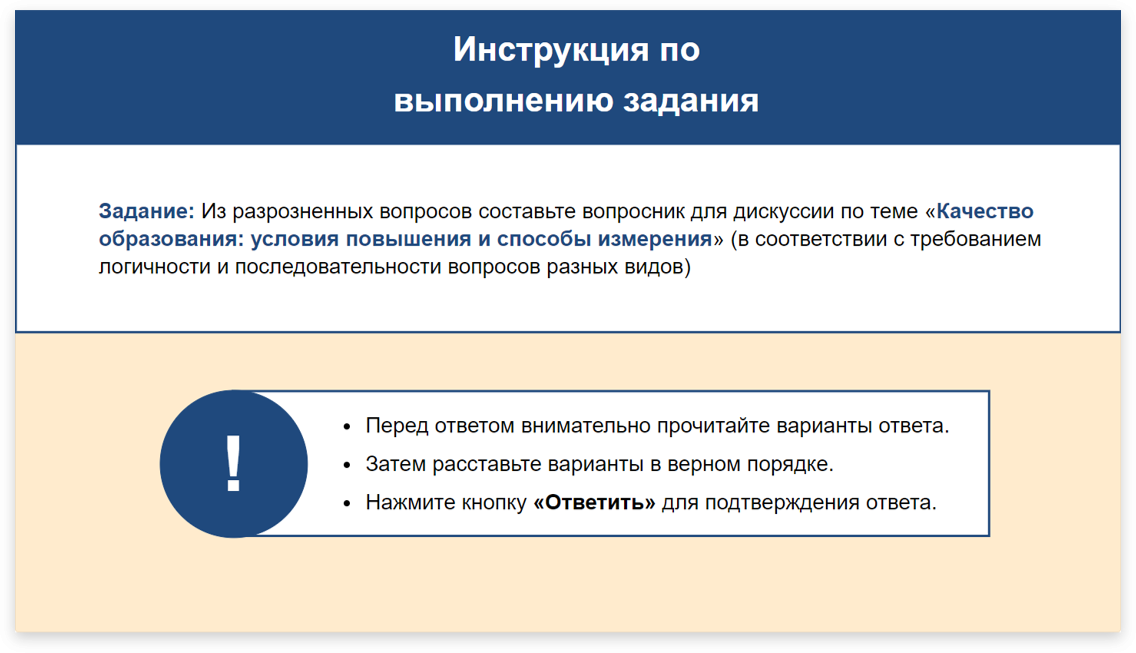 Инструкция по
выполнению задания
Задание: Из разрозненных вопросов составьте вопросник для дискуссии по теме «Качество
образования: условия повышения и способы измерения» (в соответствии с требованием
логичности и последовательности вопросов разных видов)
!
• Перед ответом внимательно прочитайте варианты ответа.
• Затем расставьте варианты в верном порядке.
• Нажмите кнопку «Ответить» для подтверждения ответа.